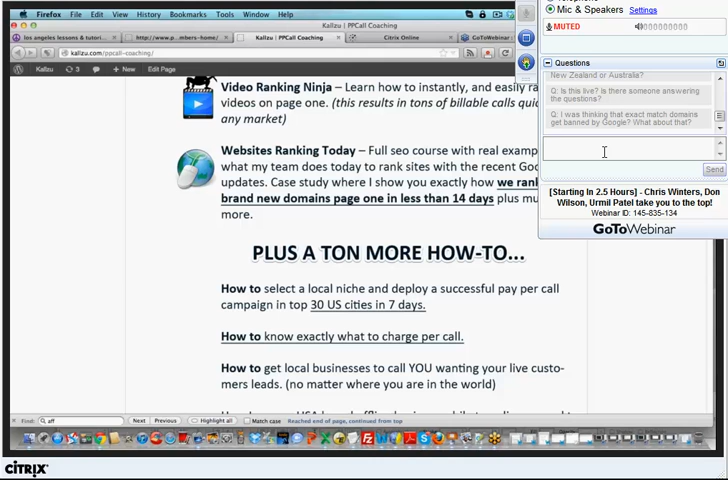 Firefox File Edit View History Bookmarks Tools Window Help
Kallzu | PPCall Coaching
los angeles lessons & tutori...
http://www.p...mbers-home/
Kallzu | PPCall Coaching
Citrix Online
GoToWebinar
kallzu.com/ppcall-coaching/
Kallzu 3 + New Edit Page
Video Ranking Ninja – Learn how to instantly, and easily ra
videos on page one. (this results in tons of billable calls quic
any market)
Websites Ranking Today – Full seo course with real examp
what my team does today to rank sites with the recent Goo
updates. Case study where I show you exactly how we rank
brand new domains page one in less than 14 days plus mu
more.
PLUS A TON MORE HOW-TO...
How to select a local niche and deploy a successful pay per call
campaign in top 30 US cities in 7 days.
How to know exactly what to charge per call.
How to get local businesses to call YOU wanting your live custo-
mers leads. (no matter where you are in the world)
Find: aff Next Previous Highlight all Match case Reached end of page, continued from top
Mic & Speakers Settings
MUTED
Questions
New Zealand or Australia?
Q: Is this live? Is there someone answering
the questions?
Q: I was thinking that exact match domains
get banned by Google? What about that?
Send
[Starting In 2.5 Hours] - Chris Winters, Don
Wilson, Urmil Patel take you to the top!
Webinar ID: 145-835-134
GoToWebinar
CITRIX